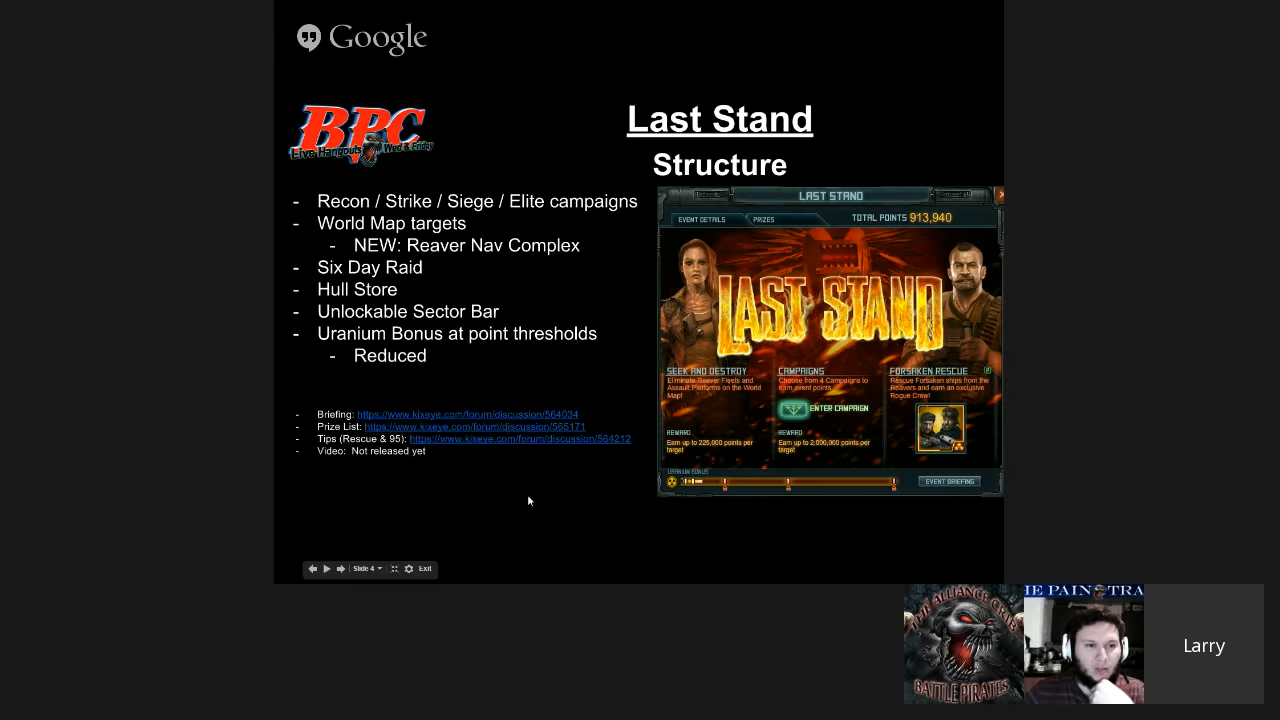 Google
BPC
Live Hangouts Wed & Friday
Last Stand
Structure
- Recon / Strike / Siege / Elite campaigns
- World Map targets
- NEW: Reaver Nav Complex
- Six Day Raid
- Hull Store
- Unlockable Sector Bar
- Uranium Bonus at point thresholds
- Reduced
- Briefing: https://www.kixeye.com/forum/discussion/564034
- Prize List: https://www.kixeye.com/forum/discussion/565171
- Tips (Rescue & 95): https://www.kixeye.com/forum/discussion/564212
- Video: Not released yet
LAST STAND
EVENT DETAILS
PRIZES
TOTAL POINTS 913,940
LAST STAND
SEEK AND DESTROY
Eliminate Reaver Fleets and
Assault Platforms on the World
Map!
REWARD
Earn up to 225,000 points per
target
CAMPAIGNS
Choose from 4 Campaigns to
earn event points
ENTER CAMPAIGN
REWARD
Earn up to 2,000,000 points per
target
FORSAKEN RESCUE
Rescue Forsaken ships from the
Reavers and earn an exclusive
Rogue Crew!
URANIUM BONUS
EVENT BRIEFING
Slide 4
Exit
THE ALLIANCE CRIB
BATTLE PIRATES
HE PAIN TRA
Larry